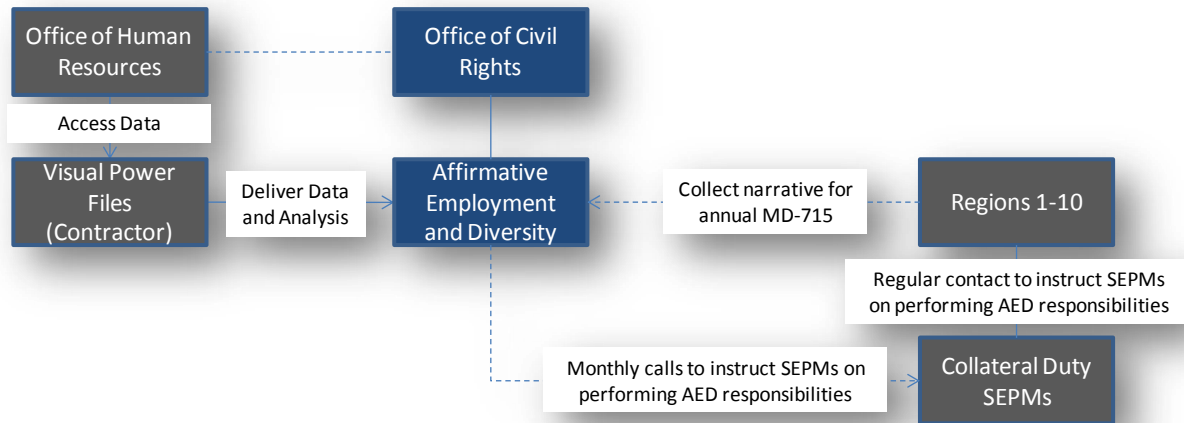 Office of Human
Resources
Office of Civil
Rights
Access Data
Visual Power
Files
(Contractor)
Deliver Data
and Analysis
Affirmative
Employment
and Diversity
Collect narrative for
annual MD-715
Regions 1-10
Regular contact to instruct SEPMs
on performing AED responsibilities
Monthly calls to instruct SEPMs on
performing AED responsibilities
Collateral Duty
SEPMs